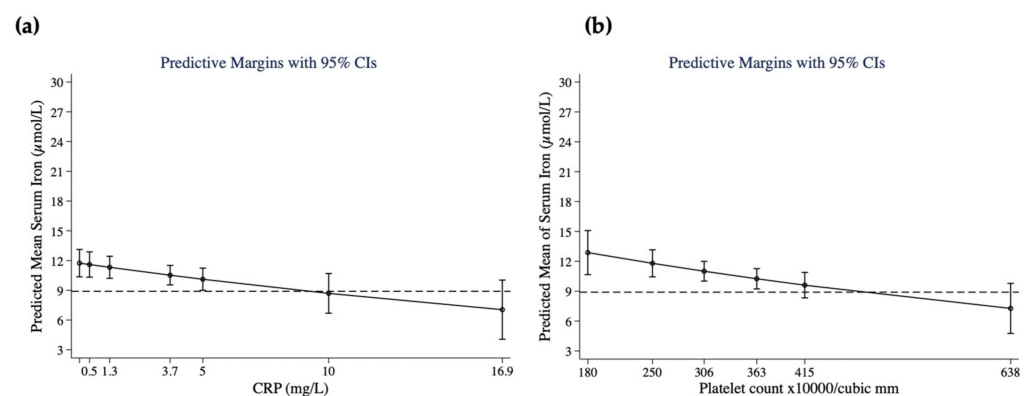 (a)
Predictive Margins with 95% CIs
Predicted Mean Serum Iron (µmol/L)
30
27
24
21
18
15
12
9
6
3
0.5 1.3 3.7 5 10 16.9
CRP (mg/L)
(b)
Predictive Margins with 95% CIs
Predicted Mean of Serum Iron (µmol/L)
30
27
24
21
18
15
12
9
6
3
180 250 306 363 415 638
Platelet count x10000/cubic mm